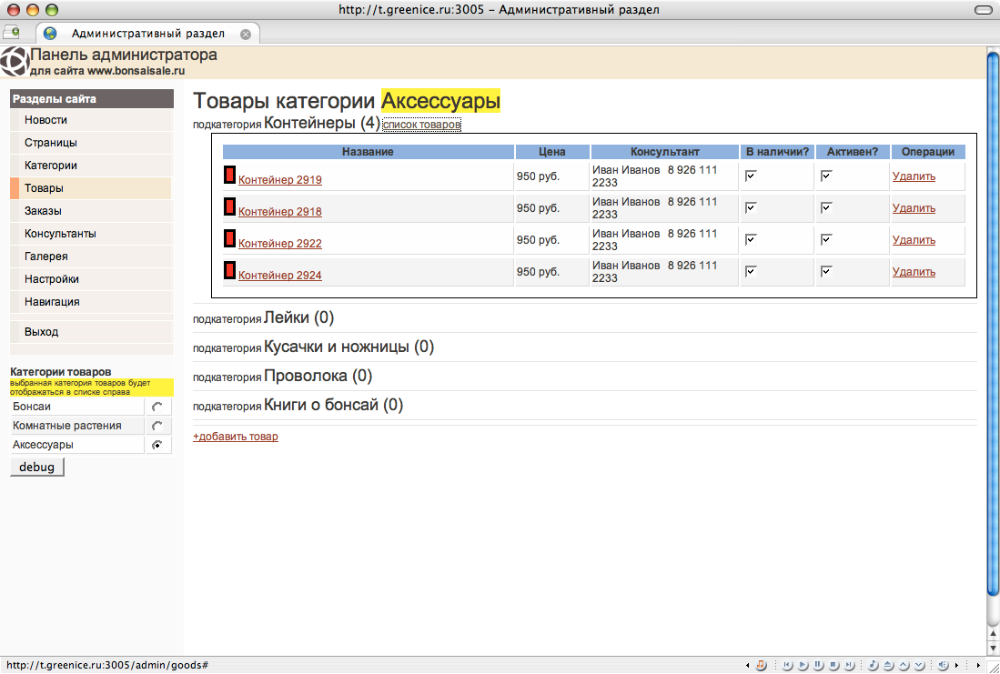 http://t.greenice.ru:3005 – Административный раздел
Административный раздел
Панель администратора
для сайта www.bonsaisale.ru
Разделы сайта
Новости
Страницы
Категории
Товары
Заказы
Консультанты
Галерея
Настройки
Навигация
Выход
Категории товаров
выбранная категория товаров будет
отображаться в списке справа
Бонсаи
Комнатные растения
Аксессуары
debug
Товары категории Аксессуары
подкатегория Контейнеры (4) список товаров
Название Цена Консультант В наличии? Активен? Операции
Контейнер 2919 950 руб. Иван Иванов 8 926 111
2233 Удалить
Контейнер 2918 950 руб. Иван Иванов 8 926 111
2233 Удалить
Контейнер 2922 950 руб. Иван Иванов 8 926 111
2233 Удалить
Контейнер 2924 950 руб. Иван Иванов 8 926 111
2233 Удалить
подкатегория Лейки (0)
подкатегория Кусачки и ножницы (0)
подкатегория Проволока (0)
подкатегория Книги о бонсай (0)
+добавить товар
http://t.greenice.ru:3005/admin/goods#